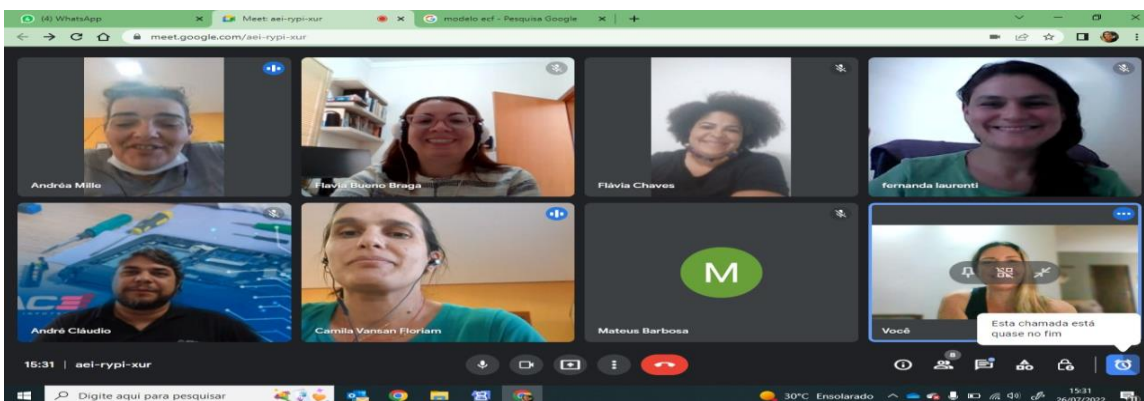 (4) WhatsApp
Meet: aei-rypi-xur
modelo ecf - Pesquisa Google
meet.google.com/aei-rypi-xur
Andréa Mille
Flavia Bueno Braga
Flávia Chaves
fernanda laurenti
André Cláudio
Camila Vansan Floriam
M
Mateus Barbosa
Você
Esta chamada está
quase no fim
15:31 | aei-rypi-xur
8
Digite aqui para pesquisar
30°C Ensolarado
15:31
26/07/2022